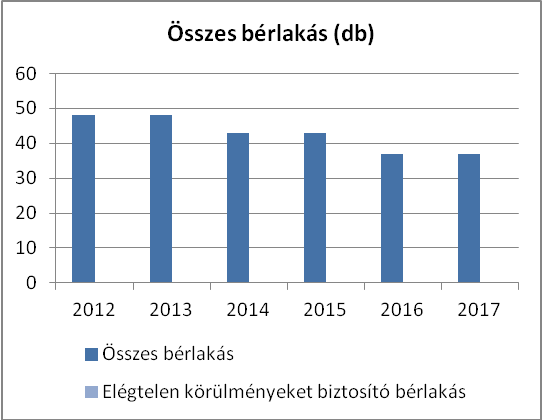 Összes bérlakás (db)
60
50
40
30
20
10
0
2012 2013 2014 2015 2016 2017
Összes bérlakás
Elégtelen körülményeket biztosító bérlakás